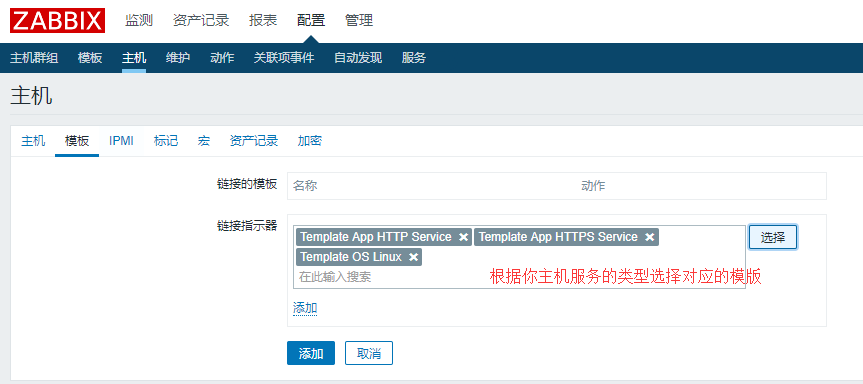 ZABBIX 监测 资产记录 报表 配置 管理
主机群组 模板 主机 维护 动作 关联项事件 自动发现 服务
主机
主机 模板 IPMI 标记 宏 资产记录 加密
链接的模板 名称 动作
链接指示器 Template App HTTP Service × Template App HTTPS Service × 选择
Template OS Linux ×
在此输入搜索 根据你主机服务的类型选择对应的模版
添加
添加 取消